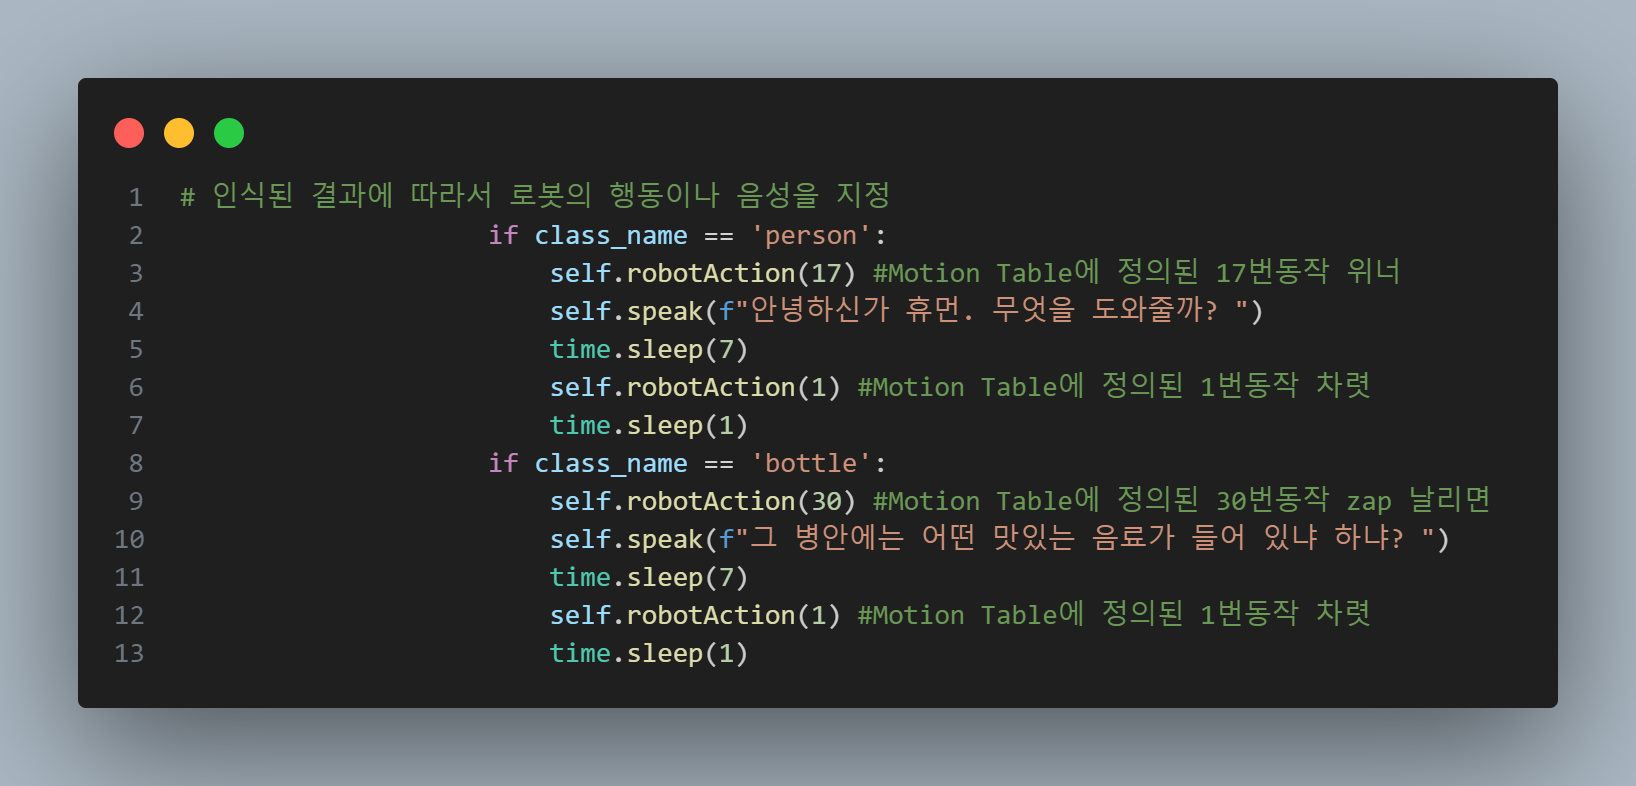 1 # 인식된 결과에 따라서 로봇의 행동이나 음성을 지정
2 if class_name == 'person':
3 self.robotAction(17) #Motion Table에 정의된 17번동작 위너
4 self.speak(f"안녕하신가 휴먼. 무엇을 도와줄까? ")
5 time.sleep(7)
6 self.robotAction(1) #Motion Table에 정의된 1번동작 차렷
7 time.sleep(1)
8 if class_name == 'bottle':
9 self.robotAction(30) #Motion Table에 정의된 30번동작 zap 날리면
10 self.speak(f"그 병안에는 어떤 맛있는 음료가 들어 있냐 하냐? ")
11 time.sleep(7)
12 self.robotAction(1) #Motion Table에 정의된 1번동작 차렷
13 time.sleep(1)